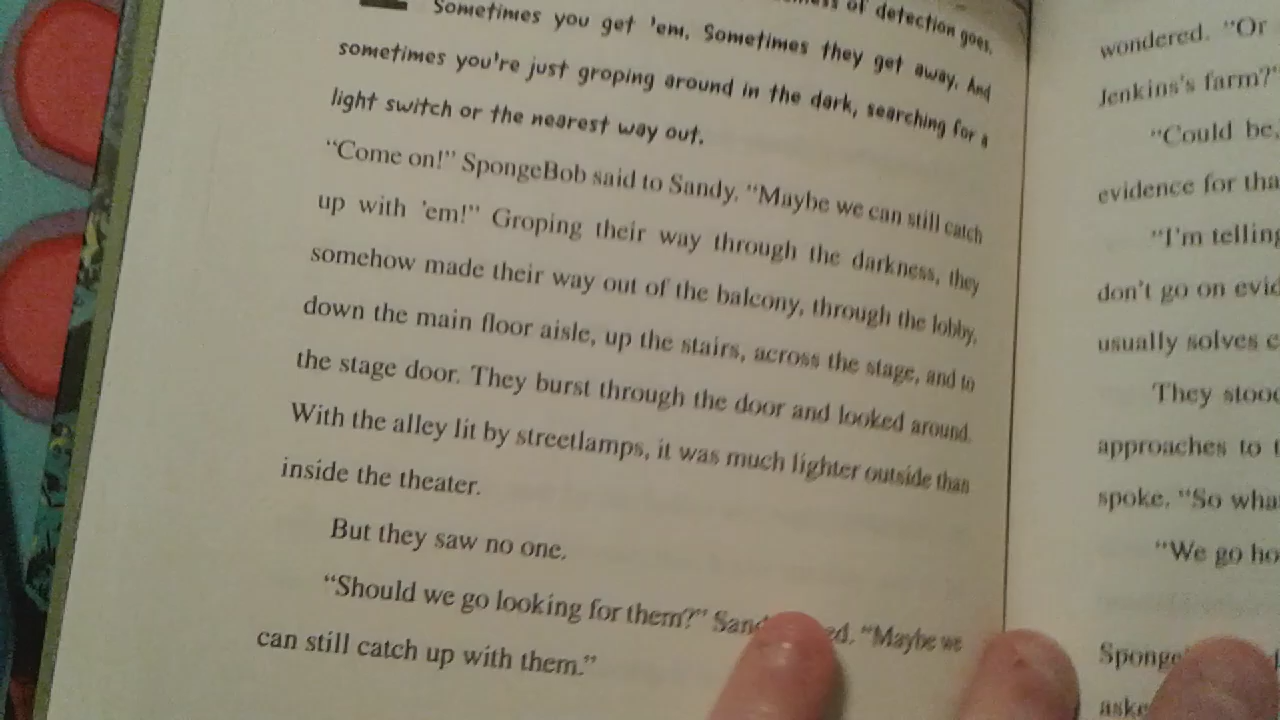 of detection goes.
Sometimes you get 'em. Sometimes they get away. And
sometimes you're just groping around in the dark, searching for a
light switch or the nearest way out.
"Come on!" SpongeBob said to Sandy. "Maybe we can still catch
up with 'em!" Groping their way through the darkness, they
somehow made their way out of the balcony, through the lobby,
down the main floor aisle, up the stairs, across the stage, and to
the stage door. They burst through the door and looked around.
With the alley lit by streetlamps, it was much lighter outside than
inside the theater.
But they saw no one.
"Should we go looking for them?" Sand ed. "Maybe we
can still catch up with them."
wondered. "Or
Jenkins's farm?"
"Could be,
evidence for tha
"I'm telling
don't go on evid
usually solves c
They stood
approaches to t
spoke. "So wha
"We go ho
Sponge
aske